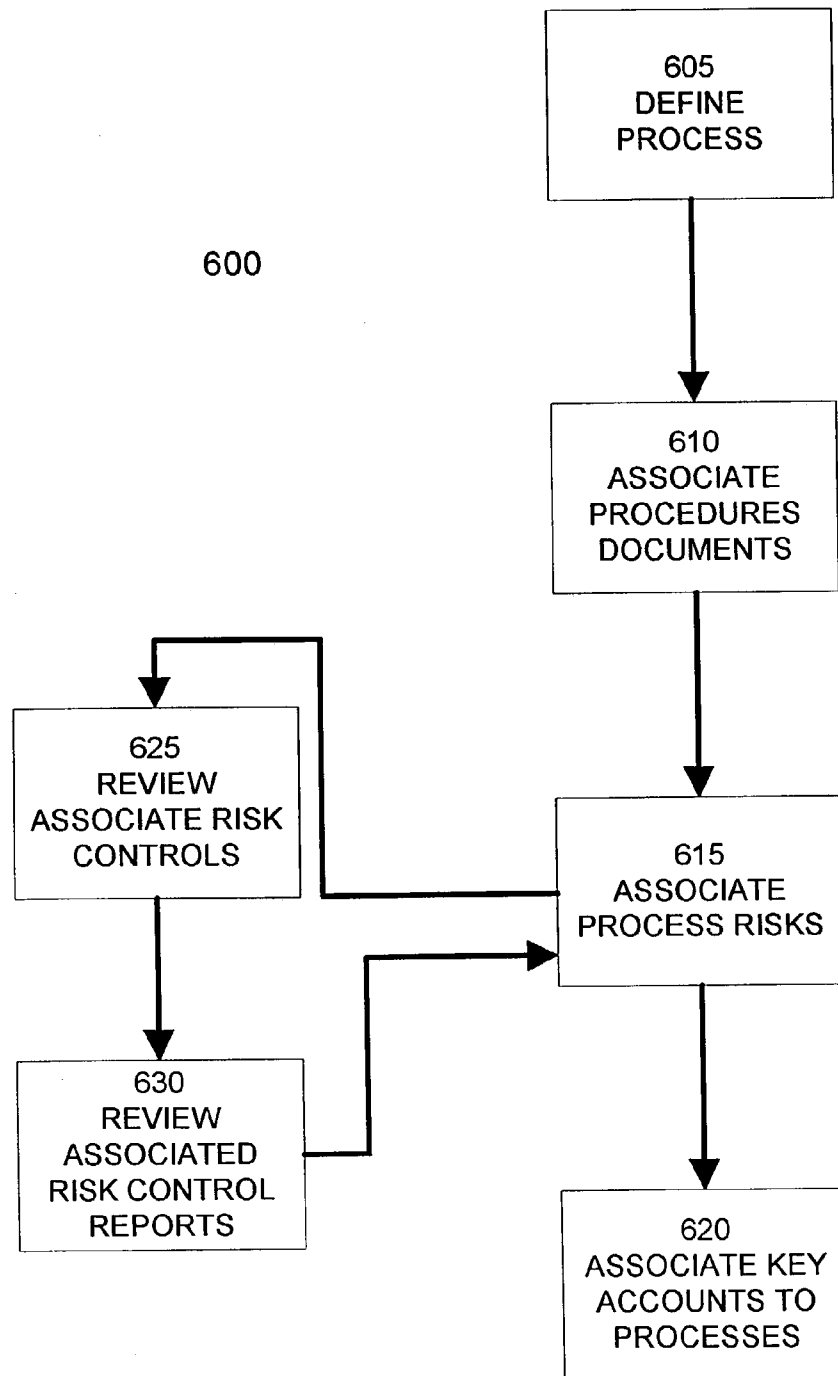 605
DEFINE
PROCESS
600
610
ASSOCIATE
PROCEDURES
DOCUMENTS
625
REVIEW
ASSOCIATE RISK
CONTROLS
615
ASSOCIATE
PROCESS RISKS
630
REVIEW
ASSOCIATED
RISK CONTROL
REPORTS
620
ASSOCIATE KEY
ACCOUNTS TO
PROCESSES